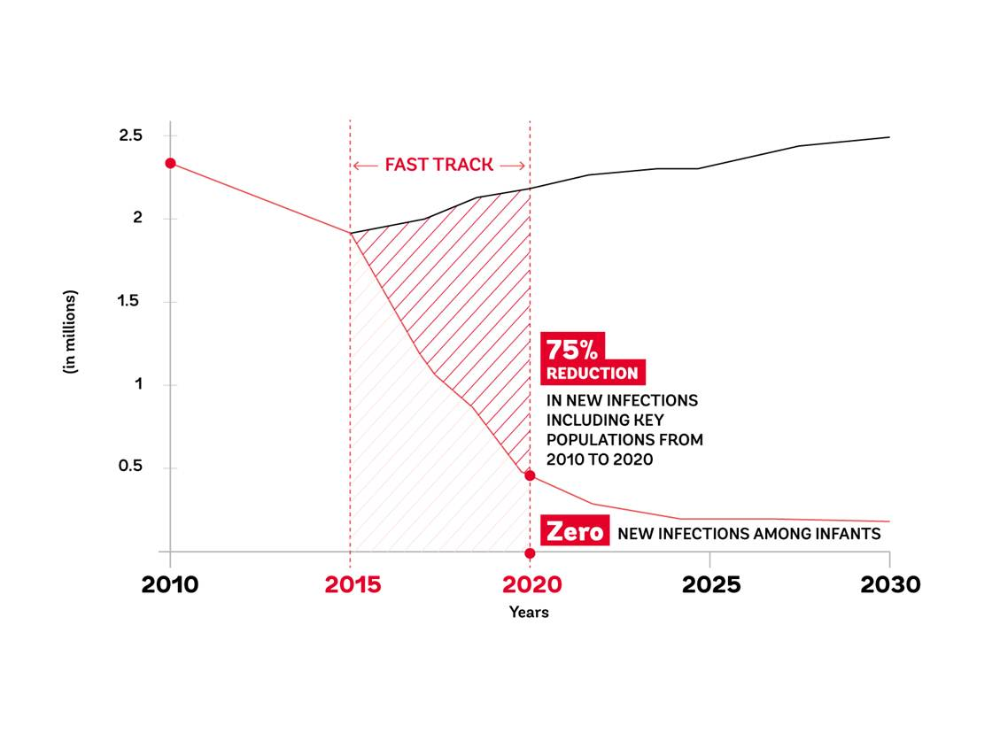 2.5
FAST TRACK
2
1.5
(in millions)
75%
REDUCTION
1
IN NEW INFECTIONS
INCLUDING KEY
POPULATIONS FROM
2010 TO 2020
0.5
Zero NEW INFECTIONS AMONG INFANTS
2010 2015 2020 2025 2030
Years